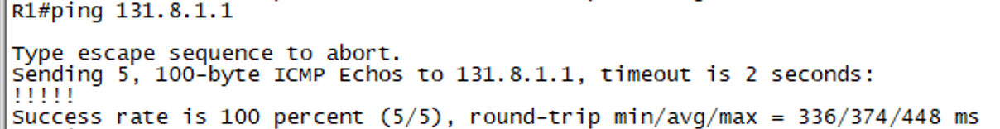 R1#ping 131.8.1.1
Type escape sequence to abort.
Sending 5, 100-byte ICMP Echos to 131.8.1.1, timeout is 2 seconds:
!!!!!
Success rate is 100 percent (5/5), round-trip min/avg/max = 336/374/448 ms